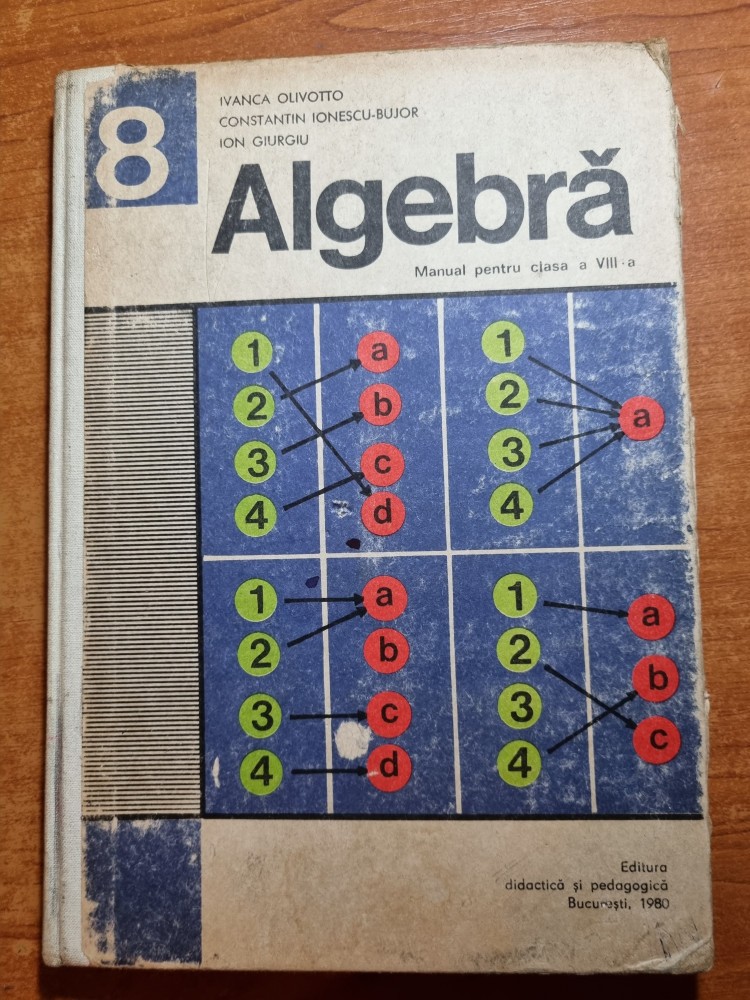 8
IVANCA OLIVOTTO
CONSTANTIN IONESCU-BUJOR
ION GIURGIU
Algebră
Manual pentru clasa a VIII-a
1 a 1
2 b 2 a
3 c 3
4 d 4
1 a 1 a
2 b 2 b
3 c 3 c
4 d 4
Editura
didactică și pedagogică
București, 1980